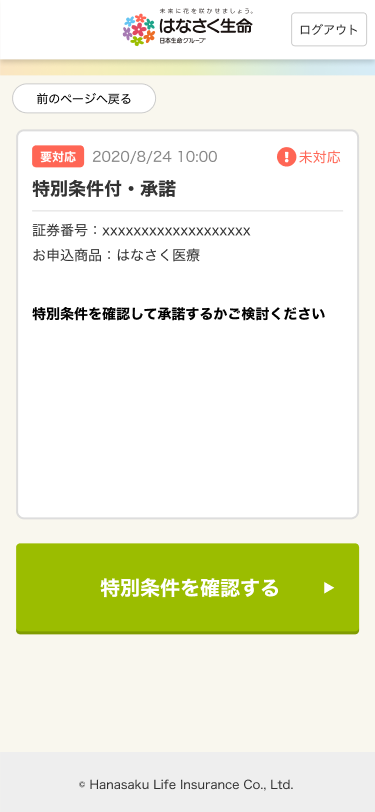 未来に花を咲かせましょう。
はなさく生命
日本生命グループ
ログアウト
前のページへ戻る
要対応 2020/8/24 10:00 ! 未対応
特別条件付・承諾
証券番号：xxxxxxxxxxxxxxxxxxx
お申込商品：はなさく医療
特別条件を確認して承諾するかご検討ください
特別条件を確認する
© Hanasaku Life Insurance Co., Ltd.